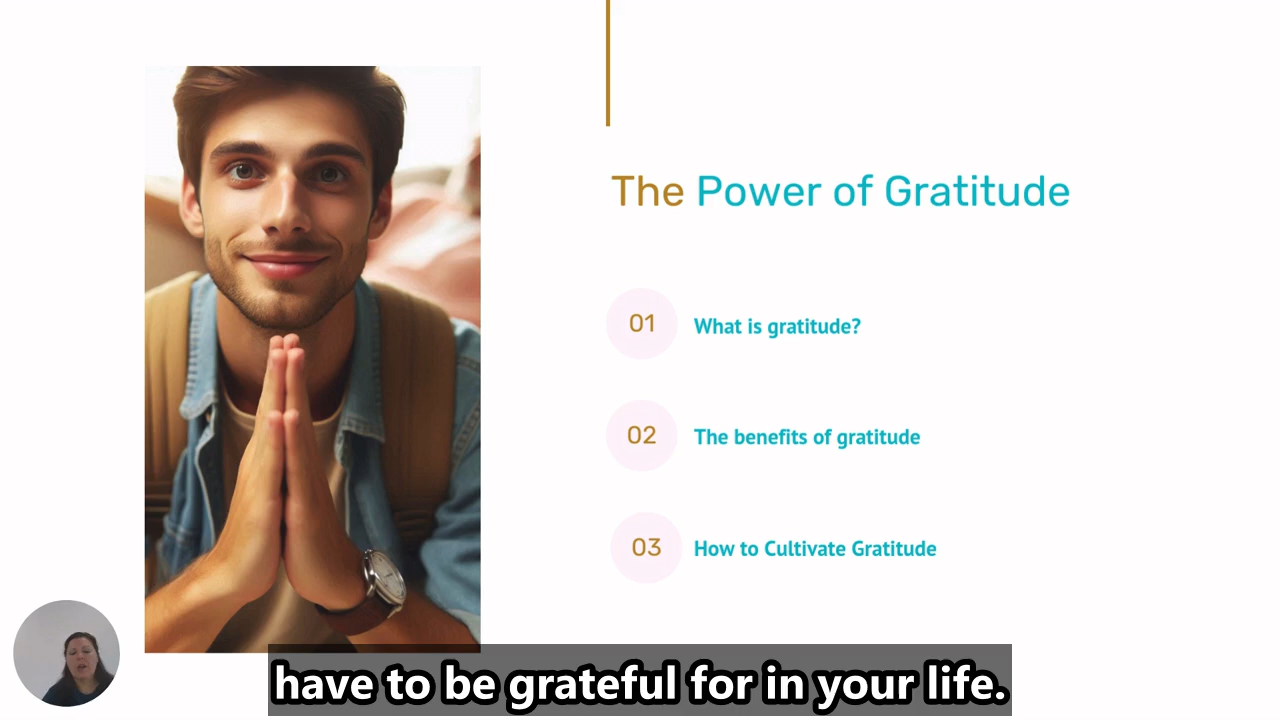 The Power of Gratitude
01
What is gratitude?
02
The benefits of gratitude
03
How to Cultivate Gratitude
have to be grateful for in your life.